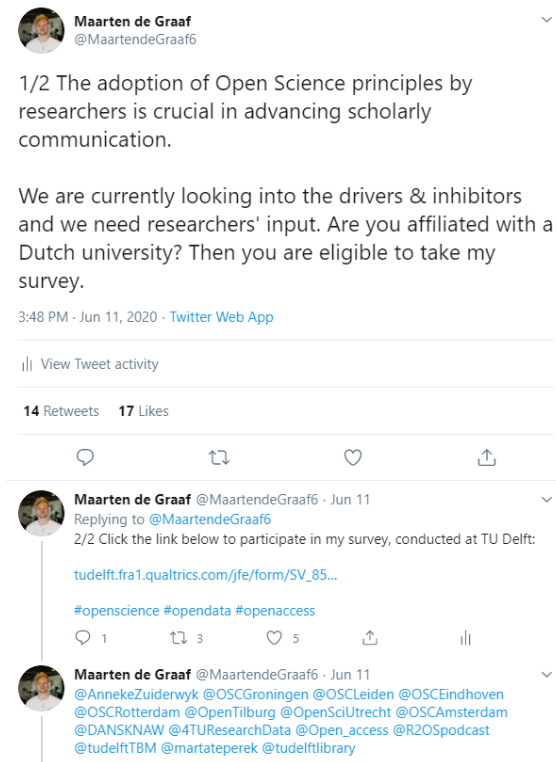 Maarten de Graaf
@MaartendeGraaf6
1/2 The adoption of Open Science principles by
researchers is crucial in advancing scholarly
communication.
We are currently looking into the drivers & inhibitors
and we need researchers' input. Are you affiliated with a
Dutch university? Then you are eligible to take my
survey.
3:48 PM · Jun 11, 2020 · Twitter Web App
View Tweet activity
14 Retweets 17 Likes
Maarten de Graaf @MaartendeGraaf6 · Jun 11
Replying to @MaartendeGraaf6
2/2 Click the link below to participate in my survey, conducted at TU Delft:
tudelft.fra1.qualtrics.com/jfe/form/SV_85...
#openscience #opendata #openaccess
1 3 5
Maarten de Graaf @MaartendeGraaf6 · Jun 11
@AnnekeZuiderwyk @OSCGroningen @OSCLeiden @OSCEindhoven
@OSCRotterdam @OpenTilburg @OpenSciUtrecht @OSCAmsterdam
@DANSKNAW @4TUResearchData @Open_access @R2OSpodcast
@tudelftTBM @martateperek @tudelftlibrary